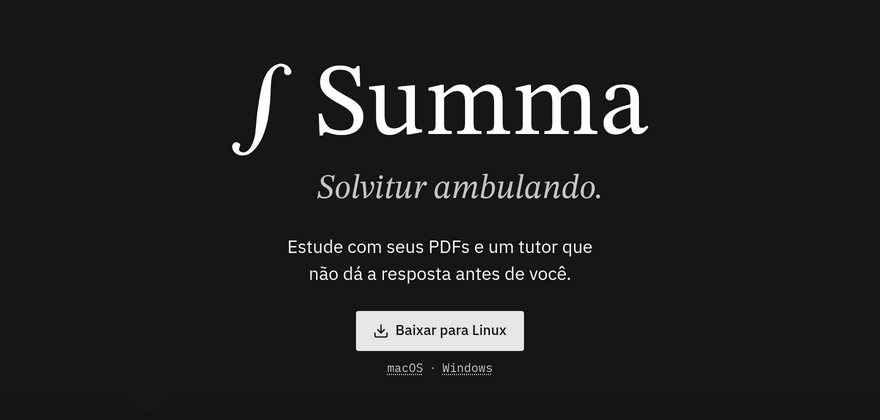 ∫ Summa
Solvitur ambulando.
Estude com seus PDFs e um tutor que
não dá a resposta antes de você.
Baixar para Linux
macOS · Windows